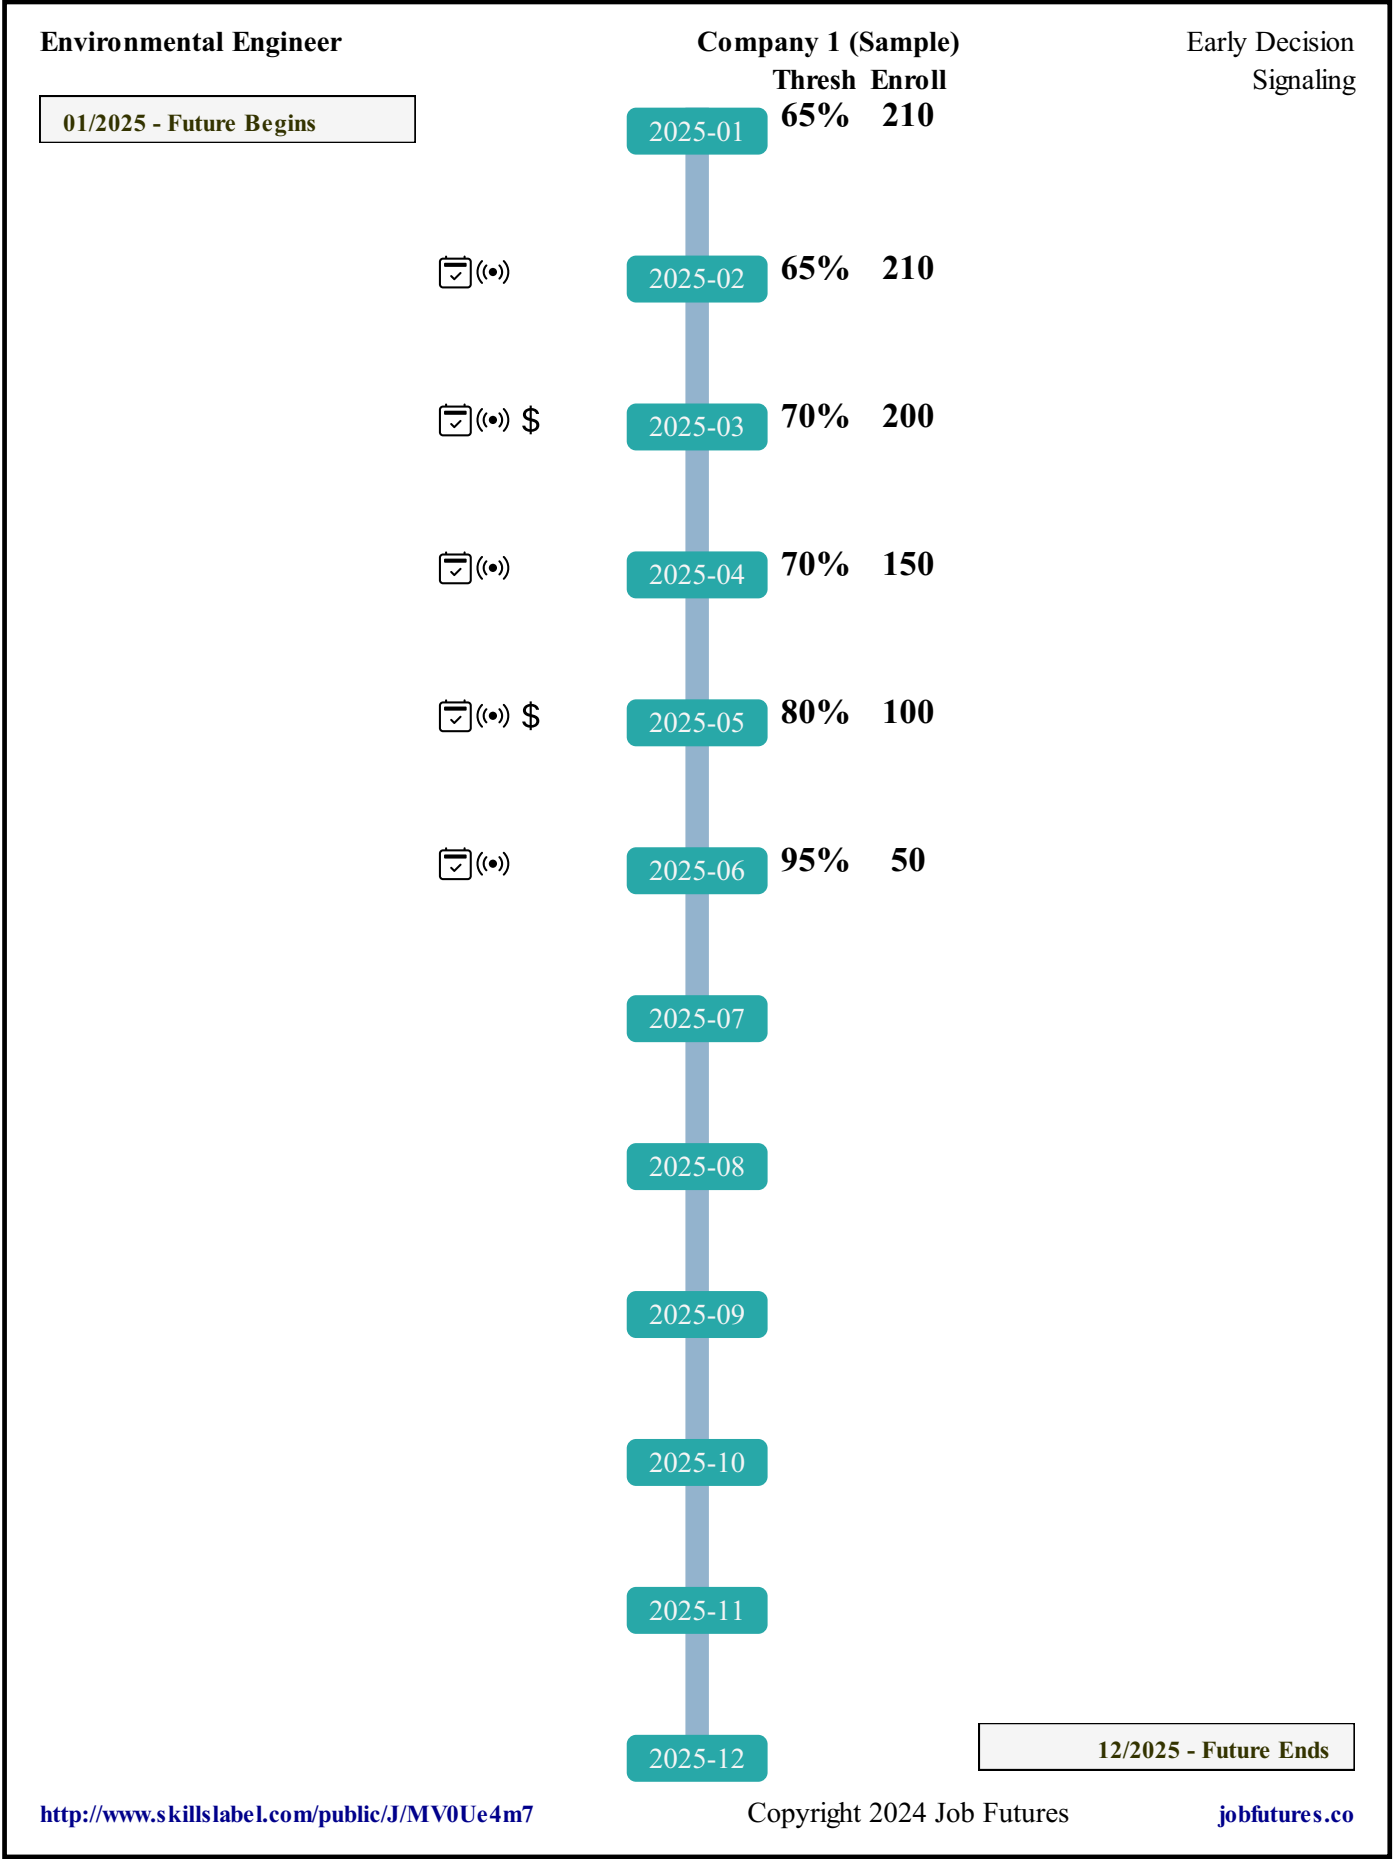 Environmental Engineer Company 1 (Sample) Early Decision
Thresh Enroll Signaling
01/2025 - Future Begins 2025-01 65% 210
2025-02 65% 210
$ 2025-03 70% 200
2025-04 70% 150
$ 2025-05 80% 100
2025-06 95% 50
2025-07
2025-08
2025-09
2025-10
2025-11
2025-12 12/2025 - Future Ends
http://www.skillslabel.com/public/J/MV0Ue4m7 Copyright 2024 Job Futures jobfutures.co